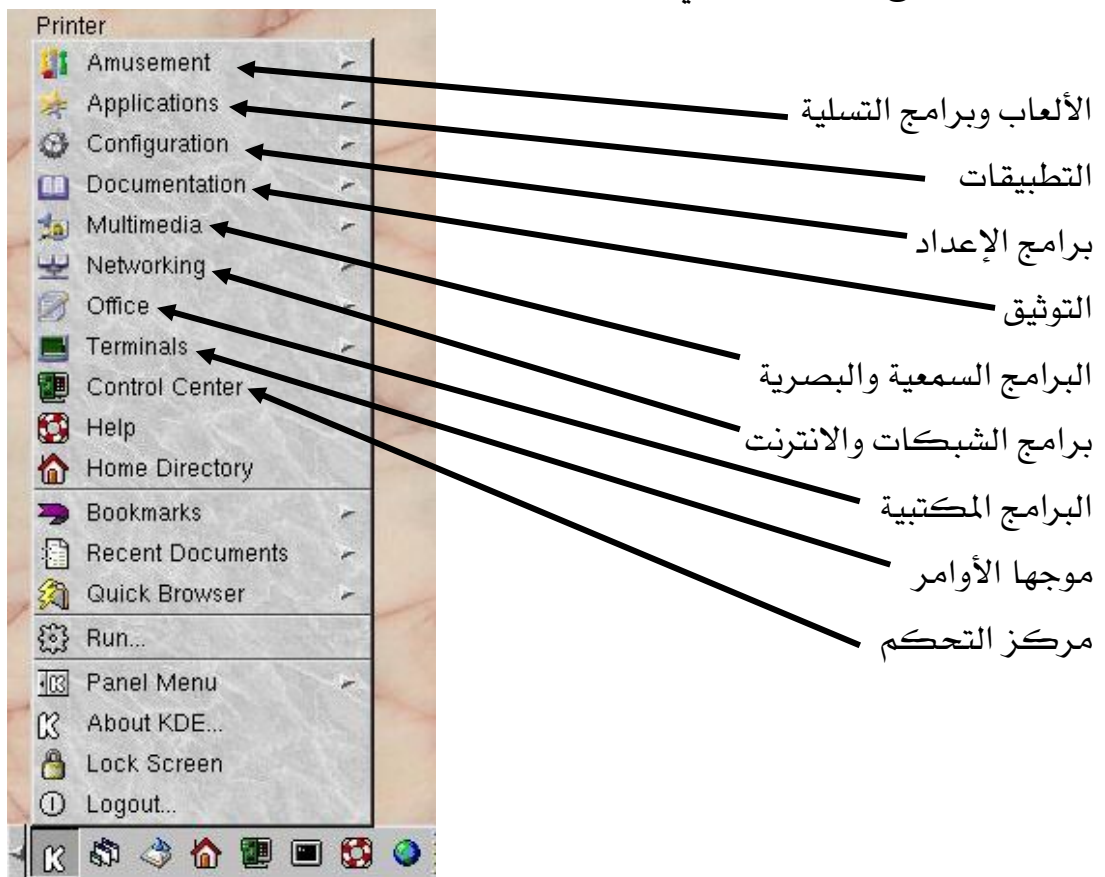 Printer
Amusement
Applications
Configuration
Documentation
Multimedia
Networking
Office
Terminals
Control Center
Help
Home Directory
Bookmarks
Recent Documents
Quick Browser
Run...
Panel Menu
About KDE...
Lock Screen
Logout...
الألعاب وبرامج التسلية
التطبيقات
برامج الإعداد
التوثيق
البرامج السمعية والبصرية
برامج الشبكات والانترنت
البرامج المكتبية
موجها الأوامر
مركز التحكم